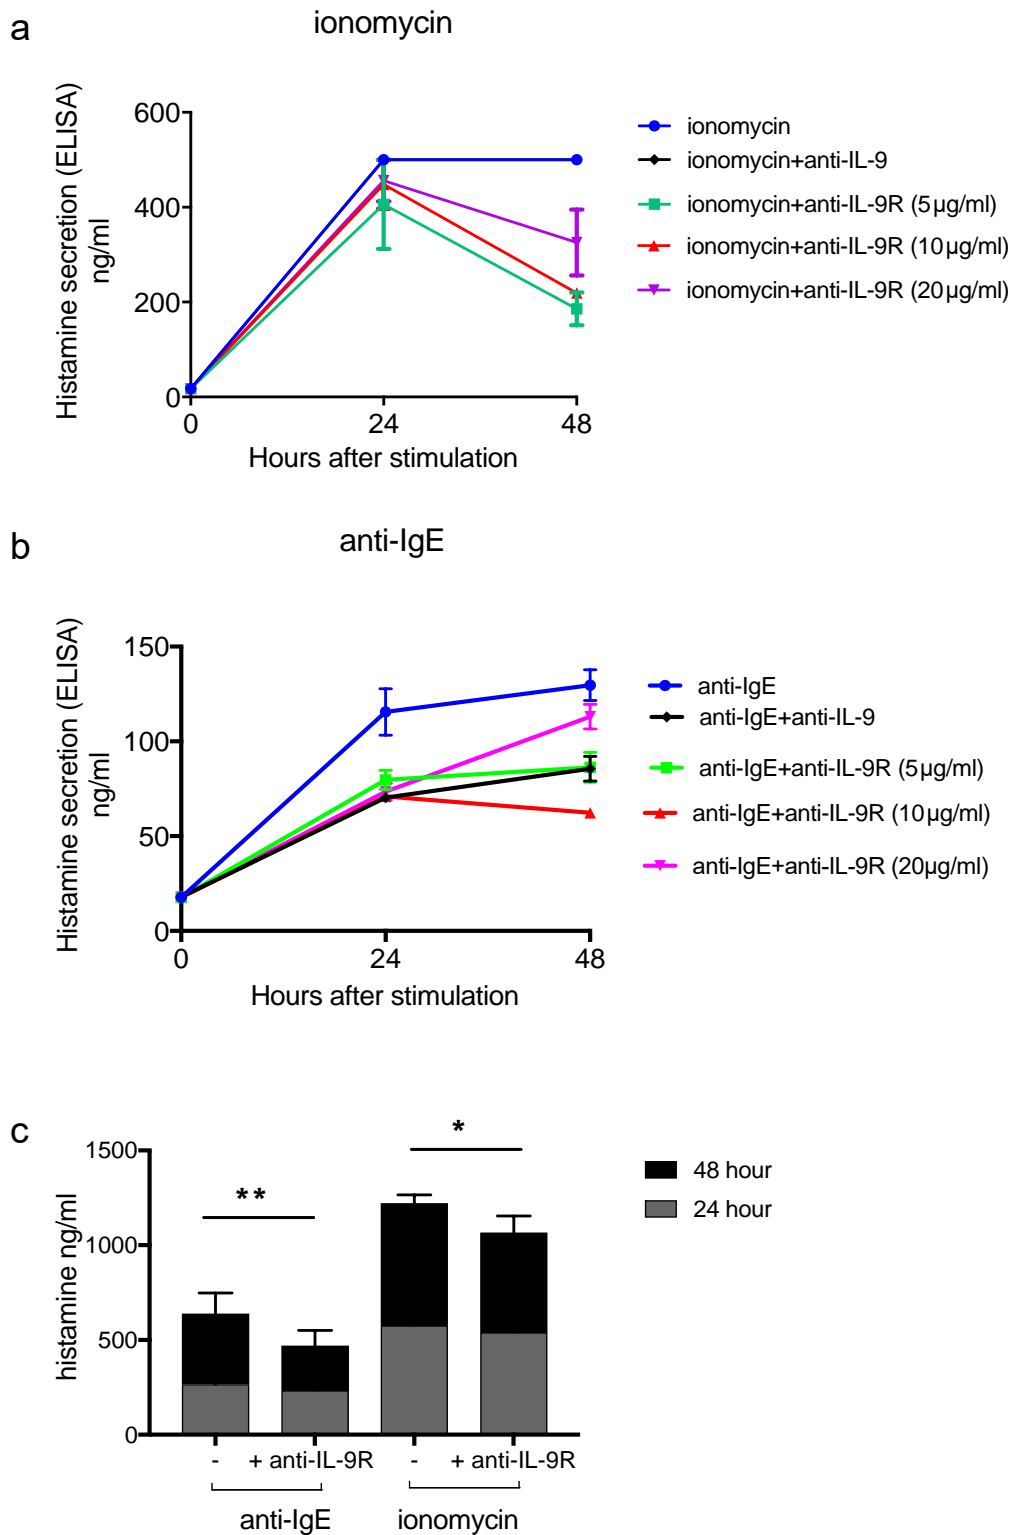 a
ionomycin
Histamine secretion (ELISA)
ng/ml
600
400
200
0
0
24
48
Hours after stimulation
ionomycin
ionomycin+anti-IL-9
ionomycin+anti-IL-9R (5µg/ml)
ionomycin+anti-IL-9R (10µg/ml)
ionomycin+anti-IL-9R (20µg/ml)
b
anti-IgE
Histamine secretion (ELISA)
ng/ml
150
100
50
0
0
24
48
Hours after stimulation
anti-IgE
anti-IgE+anti-IL-9
anti-IgE+anti-IL-9R (5µg/ml)
anti-IgE+anti-IL-9R (10µg/ml)
anti-IgE+anti-IL-9R (20µg/ml)
c
histamine ng/ml
1500
1000
500
0
**
*
48 hour
24 hour
- + anti-IL-9R - + anti-IL-9R
anti-IgE ionomycin